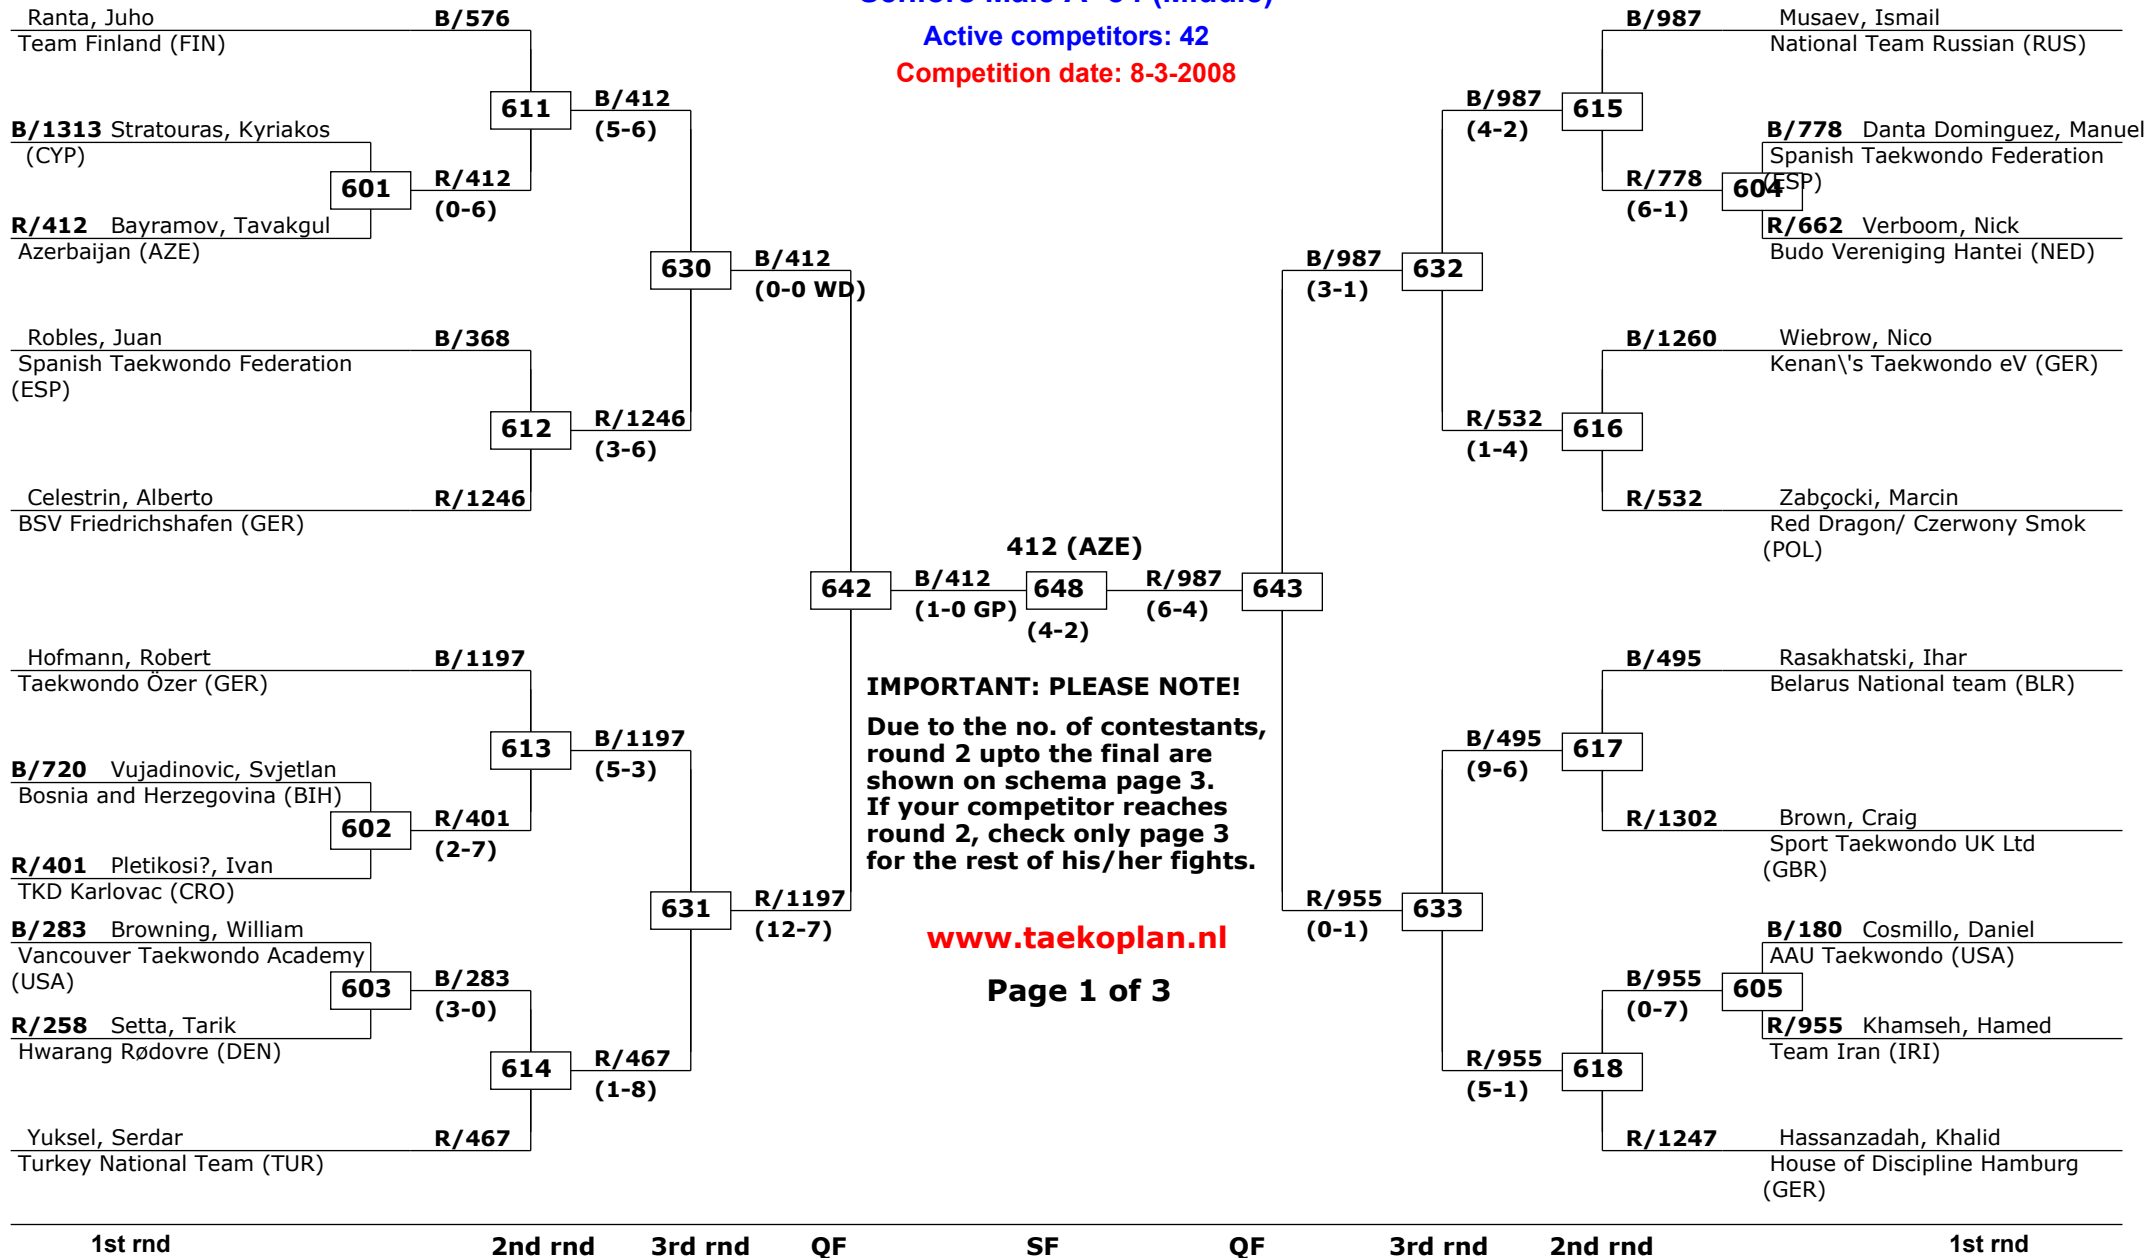 Active competitors: 42
Competition date: 8-3-2008
Ranta, Juho B/576
Team Finland (FIN)
611
B/412
(5-6)
B/1313 Stratouras, Kyriakos
(CYP)
601
R/412
(0-6)
R/412 Bayramov, Tavakgul
Azerbaijan (AZE)
630
B/412
(0-0 WD)
Robles, Juan B/368
Spanish Taekwondo Federation
(ESP)
612
R/1246
(3-6)
Celestrin, Alberto R/1246
BSV Friedrichshafen (GER)
642
B/412
(1-0 GP)
412 (AZE)
648
(4-2)
R/987
(6-4)
643
Hofmann, Robert B/1197
Taekwondo Özer (GER)
613
B/1197
(5-3)
B/720 Vujadinovic, Svjetlan
Bosnia and Herzegovina (BIH)
602
R/401
(2-7)
R/401 Pletikosi?, Ivan
TKD Karlovac (CRO)
631
R/1197
(12-7)
B/283 Browning, William
Vancouver Taekwondo Academy
(USA)
603
B/283
(3-0)
R/258 Setta, Tarik
Hwarang Rødovre (DEN)
614
R/467
(1-8)
Yuksel, Serdar R/467
Turkey National Team (TUR)
IMPORTANT: PLEASE NOTE!
Due to the no. of contestants,
round 2 upto the final are
shown on schema page 3.
If your competitor reaches
round 2, check only page 3
for the rest of his/her fights.
www.taekoplan.nl
Page 1 of 3
B/987 Musaev, Ismail
National Team Russian (RUS)
B/987
(4-2)
615
B/778 Danta Dominguez, Manuel
Spanish Taekwondo Federation
(ESP)
R/778
(6-1)
604
R/662 Verboom, Nick
Budo Vereniging Hantei (NED)
B/987
(3-1)
632
B/1260 Wiebrow, Nico
Kenan\'s Taekwondo eV (GER)
R/532
(1-4)
616
R/532 Zabçocki, Marcin
Red Dragon/ Czerwony Smok
(POL)
B/495 Rasakhatski, Ihar
Belarus National team (BLR)
B/495
(9-6)
617
R/1302 Brown, Craig
Sport Taekwondo UK Ltd
(GBR)
R/955
(0-1)
633
B/180 Cosmillo, Daniel
AAU Taekwondo (USA)
B/955
(0-7)
605
R/955 Khamseh, Hamed
Team Iran (IRI)
R/955
(5-1)
618
R/1247 Hassanzadah, Khalid
House of Discipline Hamburg
(GER)
1st rnd 2nd rnd 3rd rnd QF SF QF 3rd rnd 2nd rnd 1st rnd